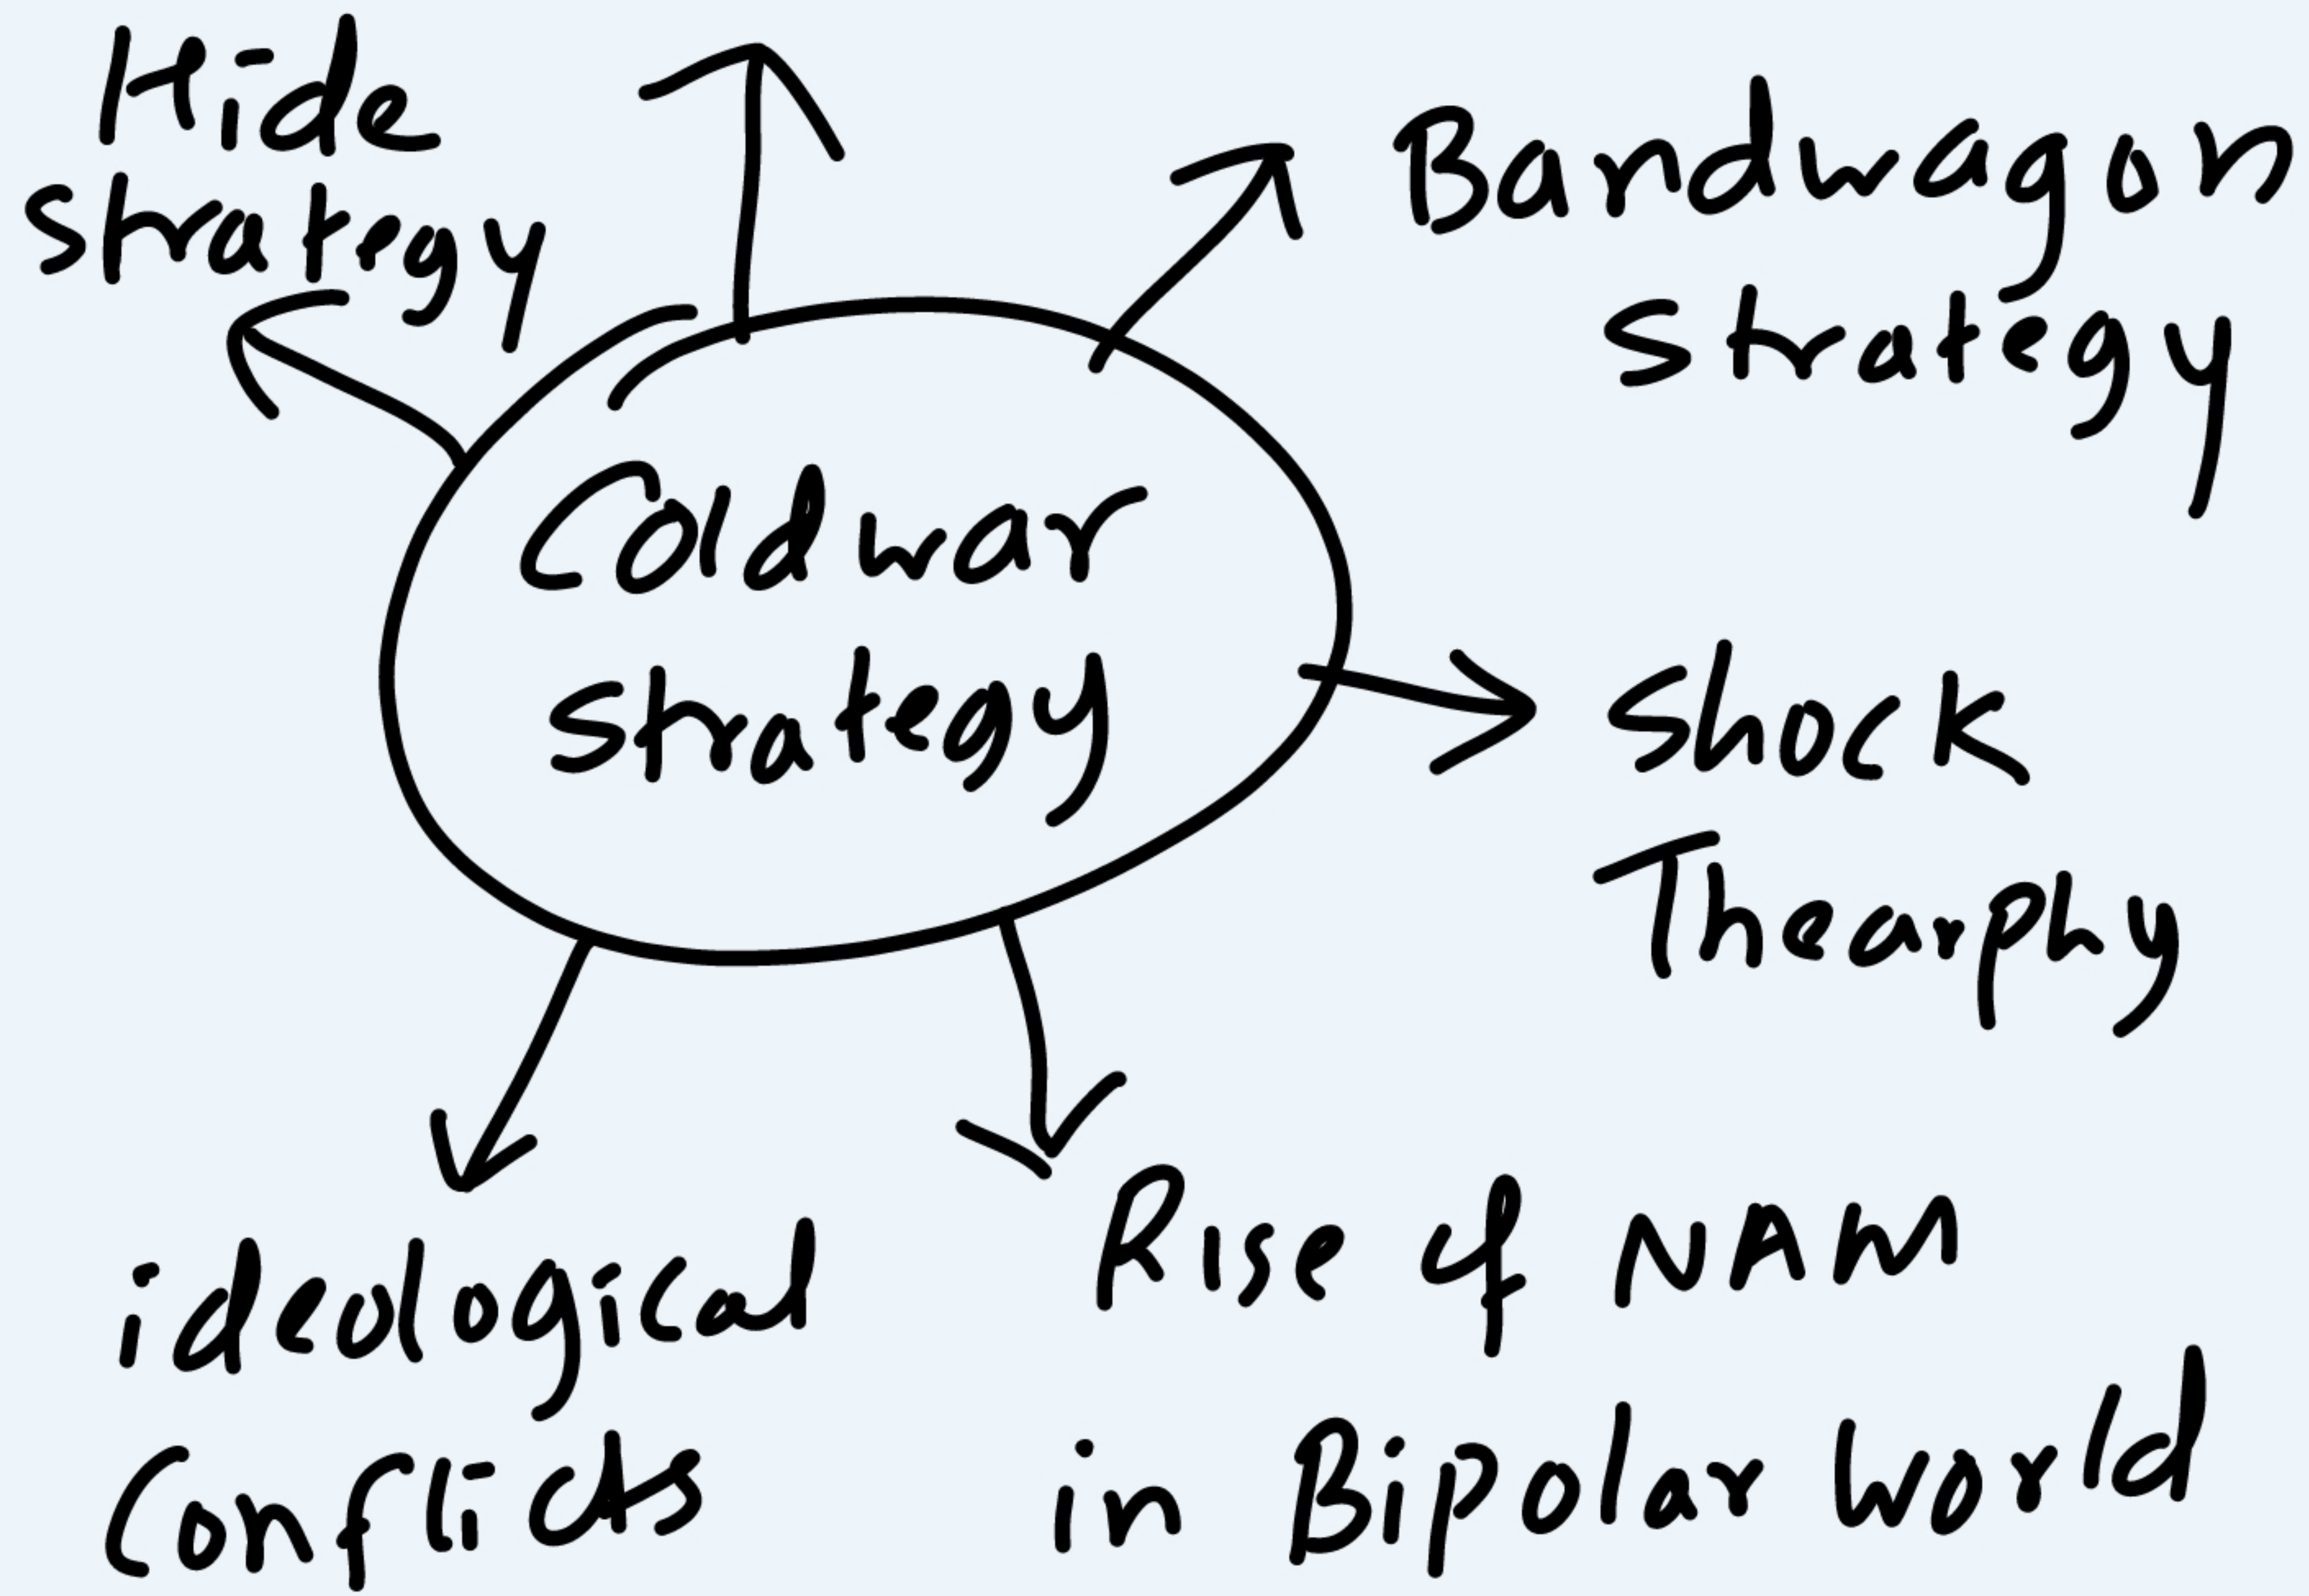 Hide
strategy
Bandwagon
strategy
Coldwar
strategy
Shock
Thearphy
ideological
Conflicts
Rise of NAM
in Bipolar World